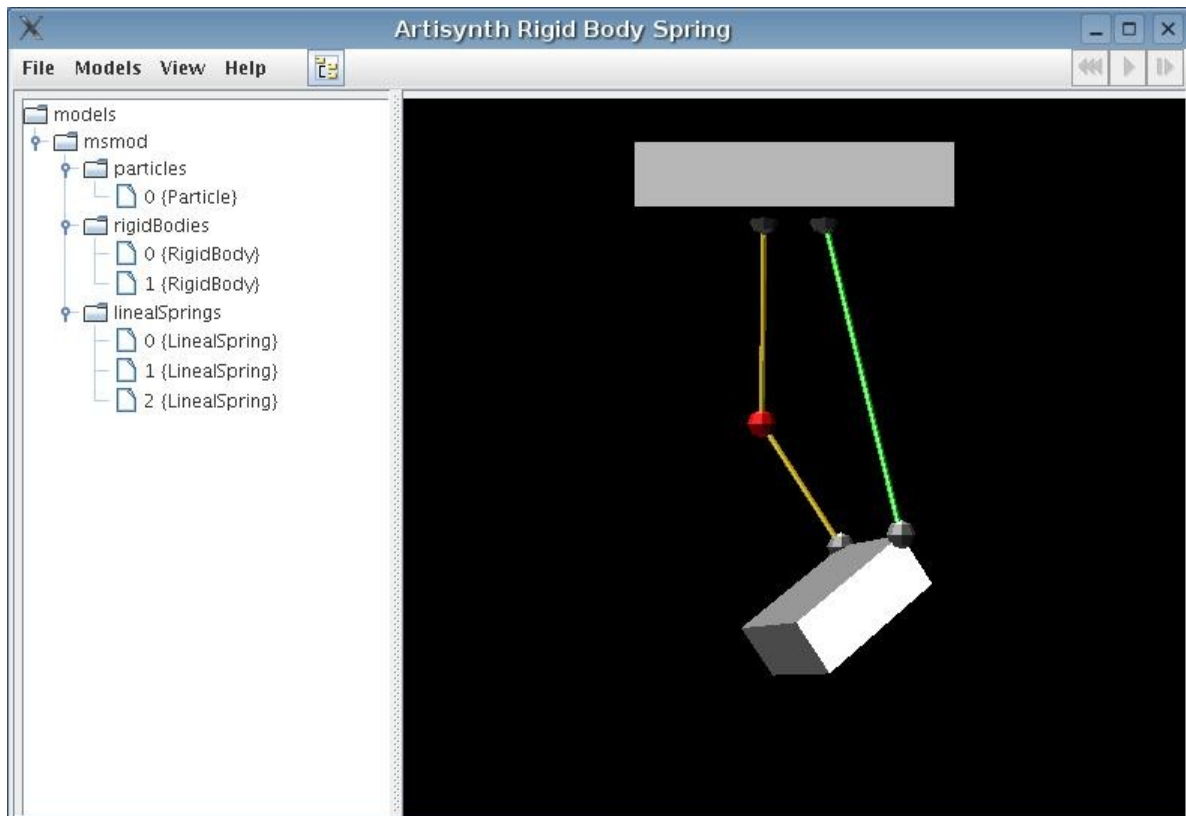 Artisynth Rigid Body Spring
File Models View Help
models
msmod
particles
0 {Particle}
rigidBodies
0 {RigidBody}
1 {RigidBody}
linealSprings
0 {LinealSpring}
1 {LinealSpring}
2 {LinealSpring}